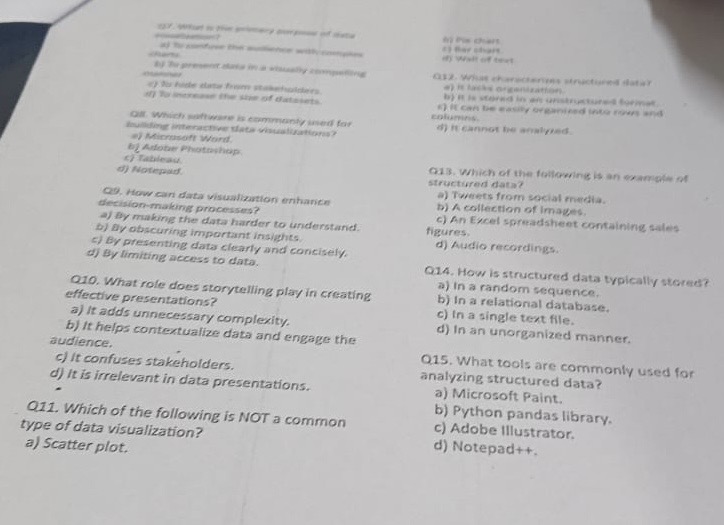 Q7. What is the primary purpose of data
visualization?
a) To confuse the audience with complex
charts.
b) To present data in a visually compelling
manner.
c) To hide data from stakeholders.
d) To increase the size of datasets.
Q8. Which software is commonly used for
building interactive data visualizations?
a) Microsoft Word.
b) Adobe Photoshop.
c) Tableau.
d) Notepad.
Q9. How can data visualization enhance
decision-making processes?
a) By making the data harder to understand.
b) By obscuring important insights.
c) By presenting data clearly and concisely.
d) By limiting access to data.
Q10. What role does storytelling play in creating
effective presentations?
a) It adds unnecessary complexity.
b) It helps contextualize data and engage the
audience.
c) It confuses stakeholders.
d) It is irrelevant in data presentations.
Q11. Which of the following is NOT a common
type of data visualization?
a) Scatter plot.
b) Pie chart.
c) Bar chart.
d) Wall of text.
Q12. What characterizes structured data?
a) It lacks organization.
b) It is stored in an unstructured format.
c) It can be easily organized into rows and
columns.
d) It cannot be analyzed.
Q13. Which of the following is an example of
structured data?
a) Tweets from social media.
b) A collection of images.
c) An Excel spreadsheet containing sales
figures.
d) Audio recordings.
Q14. How is structured data typically stored?
a) In a random sequence.
b) In a relational database.
c) In a single text file.
d) In an unorganized manner.
Q15. What tools are commonly used for
analyzing structured data?
a) Microsoft Paint.
b) Python pandas library.
c) Adobe Illustrator.
d) Notepad++.